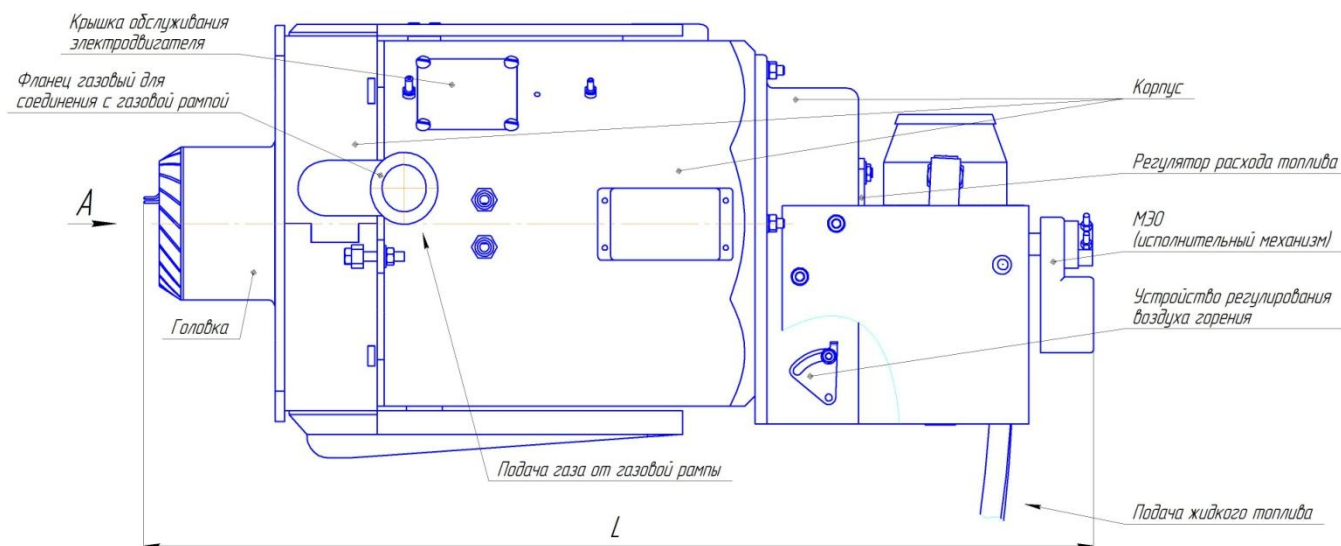 Крышка обслуживания
электродвигателя
Фланец газовый для
соединения с газовой рампой
А
Головка
Подача газа от газовой рампы
Корпус
Регулятор расхода топлива
МЭО
(исполнительный механизм)
Устройство регулирования
воздуха горения
Подача жидкого топлива
L